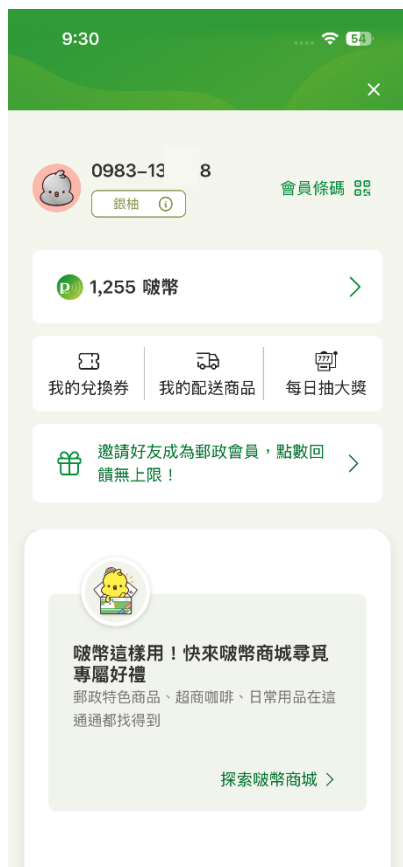 9:30
54
0983-13 8
銀柚
會員條碼
1,255 啵幣
我的兌換券
我的配送商品
每日抽大獎
邀請好友成為郵政會員，點數回
饋無上限！
啵幣這樣用！快來啵幣商城尋覓
專屬好禮
郵政特色商品、超商咖啡、日常用品在這
通通都找得到
探索啵幣商城